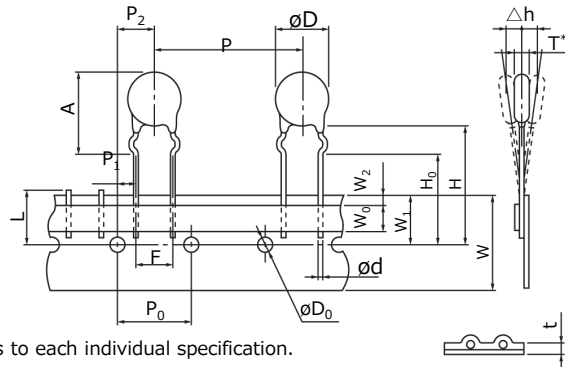 P2
P
øD
△h
T*
A
P1
L
F
P0
W2
W0
W1
H0
H
W
ød
øD0
t
s to each individual specification.